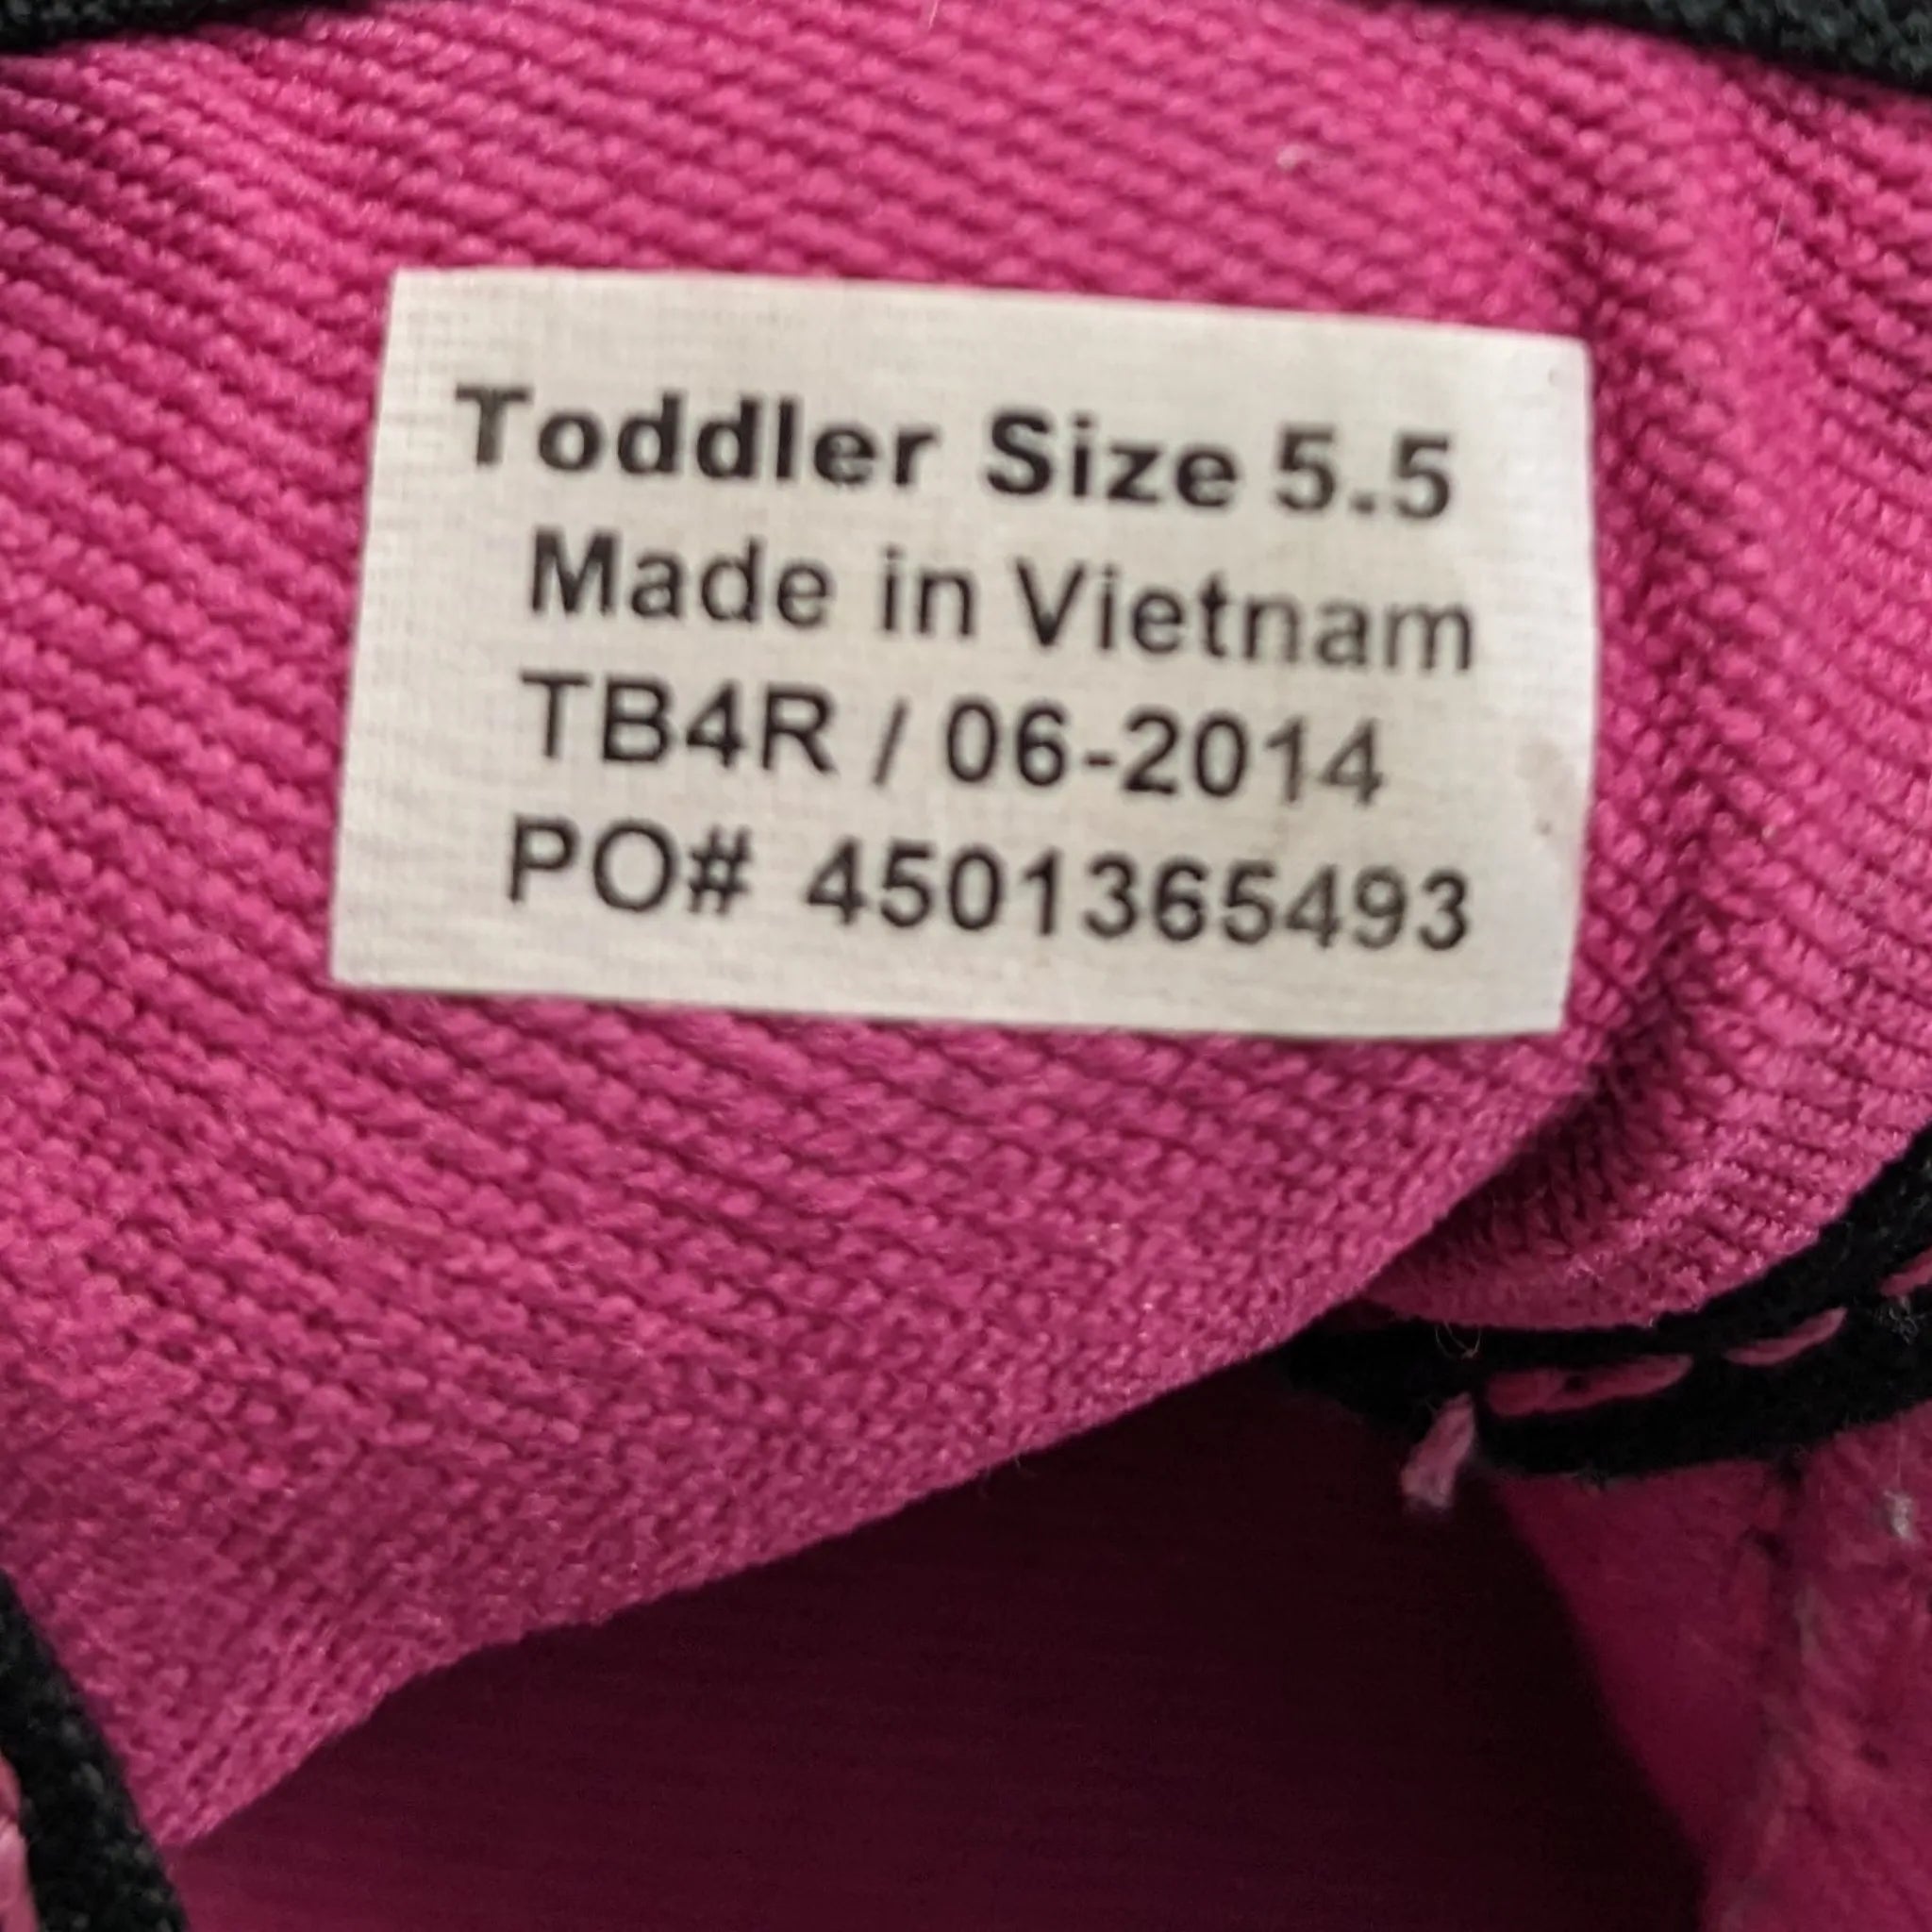 Toddler Size 5.5
Made in Vietnam
TB4R / 06-2014
PO# 4501365493